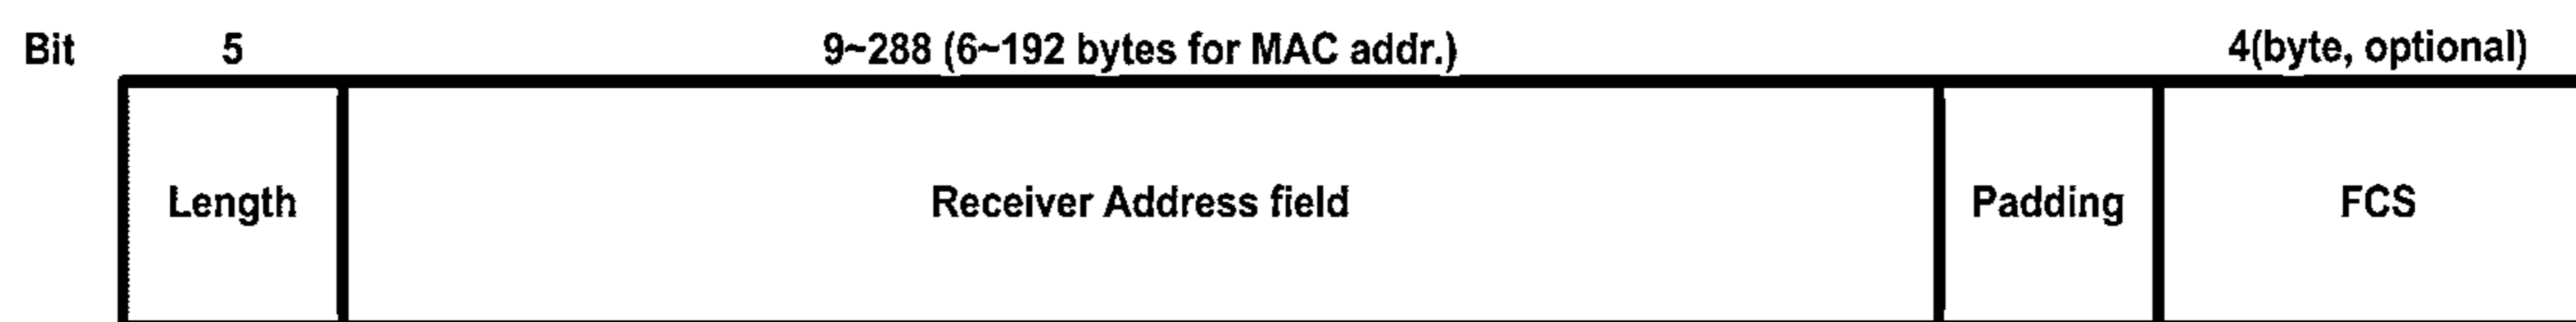 Bit 5 9~288 (6~192 bytes for MAC addr.) 4(byte, optional)
Length Receiver Address field Padding FCS